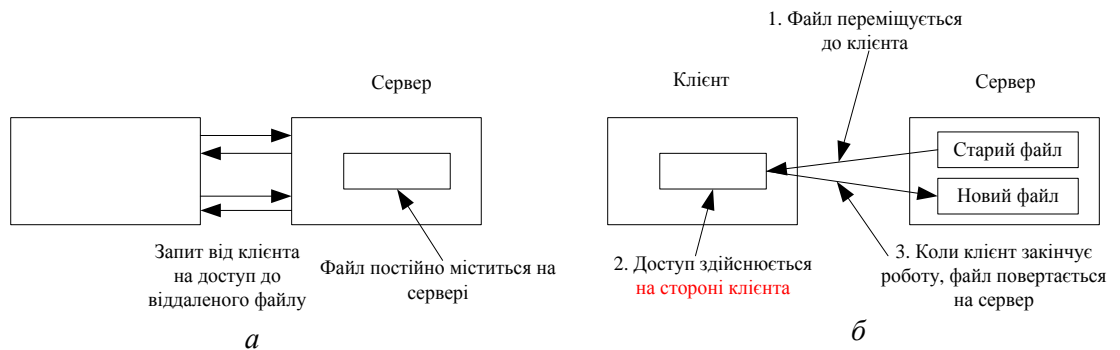 Сервер
Запит від клієнта
на доступ до
віддаленого файлу
Файл постійно міститься на
сервері
а
1. Файл переміщується
до клієнта
Клієнт
Сервер
Старий файл
Новий файл
2. Доступ здійснюється
на стороні клієнта
3. Коли клієнт закінчує
роботу, файл повертається
на сервер
б